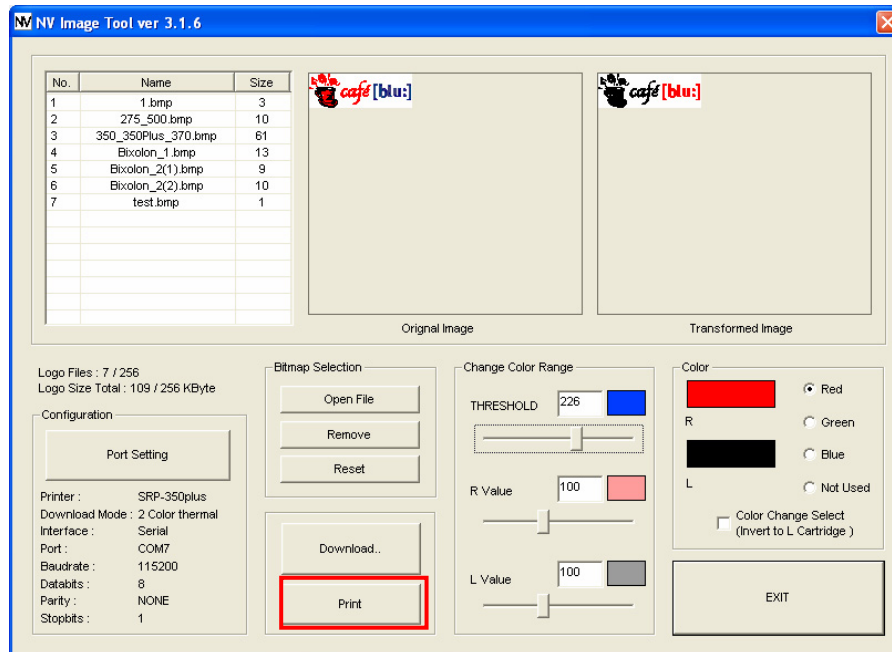 NV NV Image Tool ver 3.1.6
No. Name Size
1 1.bmp 3
2 275_500.bmp 10
3 350_350Plus_370.bmp 61
4 Bixolon_1.bmp 13
5 Bixolon_2(1).bmp 9
6 Bixolon_2(2).bmp 10
7 test.bmp 1
café [blu:]
Orignal Image
café [blu:]
Transformed Image
Logo Files : 7 / 256
Logo Size Total : 109 / 256 KByte
Configuration
Port Setting
Printer : SRP-350plus
Download Mode : 2 Color thermal
Interface : Serial
Port : COM7
Baudrate : 115200
Databits : 8
Parity : NONE
Stopbits : 1
Bitmap Selection
Open File
Remove
Reset
Download..
Print
Change Color Range
THRESHOLD 226
R Value 100
L Value 100
Color
R
L
Red
Green
Blue
Not Used
Color Change Select
(Invert to L Cartridge )
EXIT